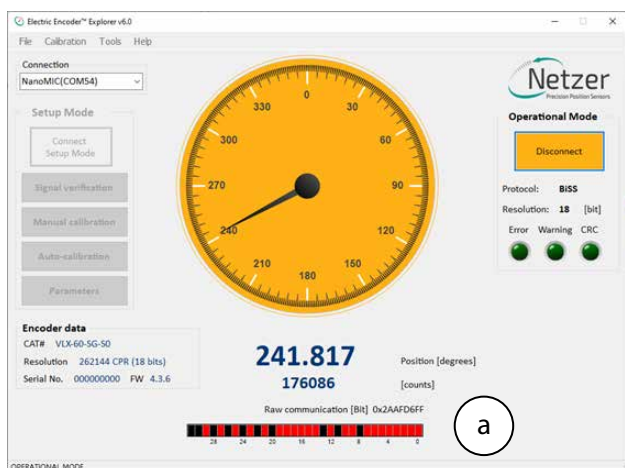 Electric Encoder™ Explorer v6.0
File Calibration Tools Help
Connection
NanoMIC(COM54)
Setup Mode
Connect
Setup Mode
Signal verification
Manual calibration
Auto-calibration
Parameters
0
30
60
90
120
150
180
210
240
270
300
330
Netzer
Precision Position Sensors
Operational Mode
Disconnect
Protocol: BiSS
Resolution: 18 [bit]
Error Warning CRC
Encoder data
CAT# VLX-60-SG-S0
Resolution 262144 CPR (18 bits)
Serial No. 000000000 FW 4.3.6
241.817 Position [degrees]
176086 [counts]
Raw communication [Bit] 0x2AAFD6FF
28 24 20 16 12 8 4 0
a
OPERATIONAL MODE